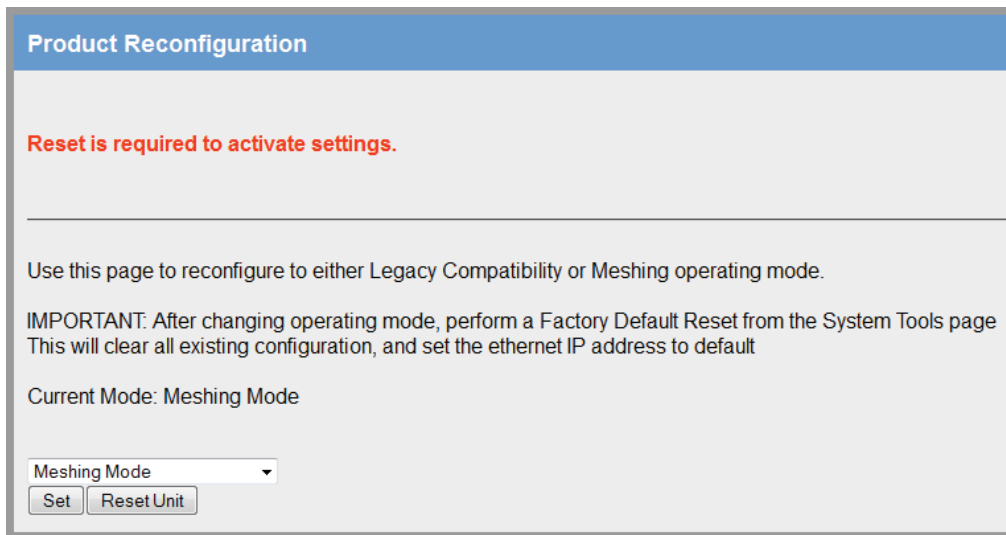 Product Reconfiguration
Reset is required to activate settings.
Use this page to reconfigure to either Legacy Compatibility or Meshing operating mode.
IMPORTANT: After changing operating mode, perform a Factory Default Reset from the System Tools page
This will clear all existing configuration, and set the ethernet IP address to default
Current Mode: Meshing Mode
Meshing Mode
Set Reset Unit